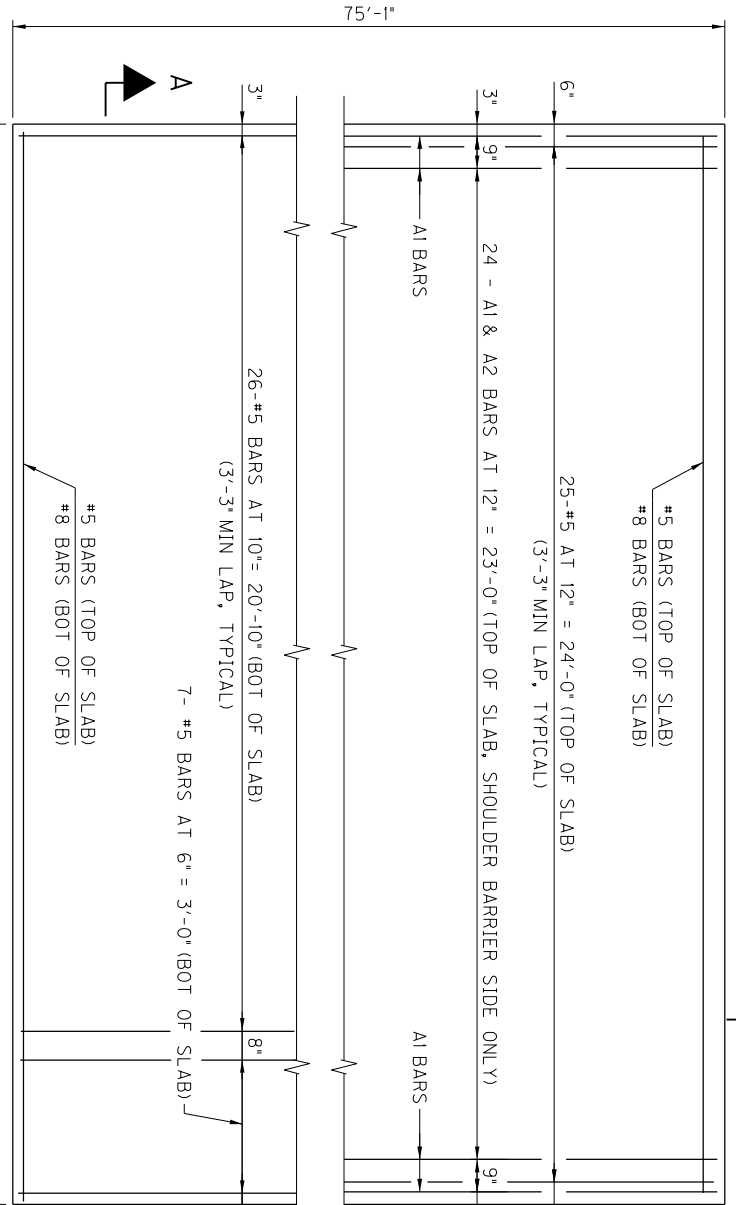 75'-1"
A
3"
3"
6"
9"
A1 BARS
24 - A1 & A2 BARS AT 12" = 23'-0" (TOP OF SLAB, SHOULDER BARRIER SIDE ONLY)
25-#5 AT 12" = 24'-0" (TOP OF SLAB)
(3'-3" MIN LAP, TYPICAL)
#5 BARS (TOP OF SLAB)
#8 BARS (BOT OF SLAB)
26-#5 BARS AT 10"= 20'-10" (BOT OF SLAB)
(3'-3" MIN LAP, TYPICAL)
#5 BARS (TOP OF SLAB)
#8 BARS (BOT OF SLAB)
7- #5 BARS AT 6" = 3'-0" (BOT OF SLAB)
8"
A1 BARS
9"